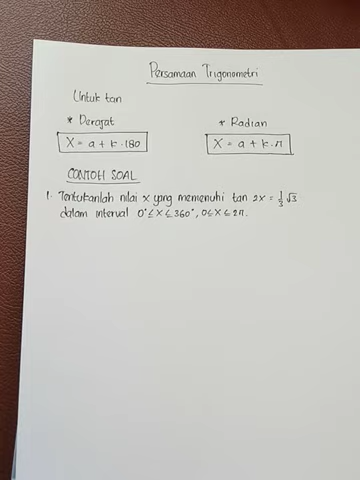 Persamaan Trigonometri
Untuk tan
* Derajat * Radian
X = a + k · 180 X = a + k · π
CONTOH SOAL
1. Tentukanlah nilai x yang memenuhi tan 2x = 1/3 √3
dalam interval 0° ≤ x ≤ 360°, 0 ≤ x ≤ 2π.